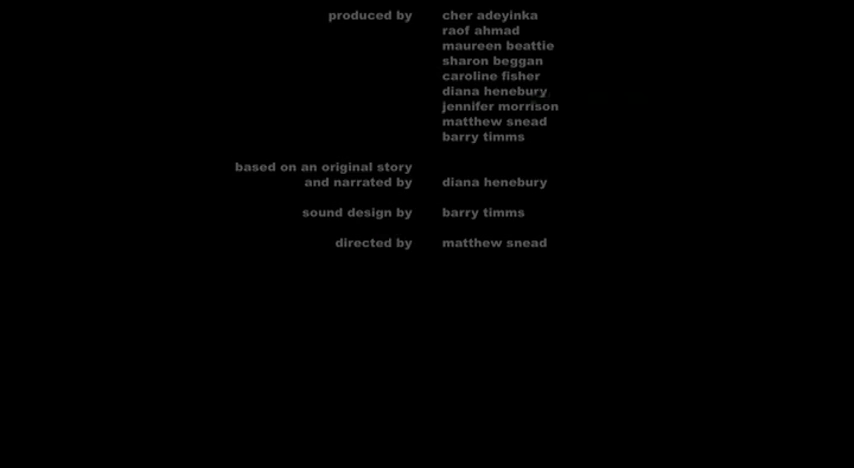 produced by cher adeyinka
raof ahmad
maureen beattie
sharon beggan
caroline fisher
diana henebury
jennifer morrison
matthew snead
barry timms
based on an original story
and narrated by diana henebury
sound design by barry timms
directed by matthew snead